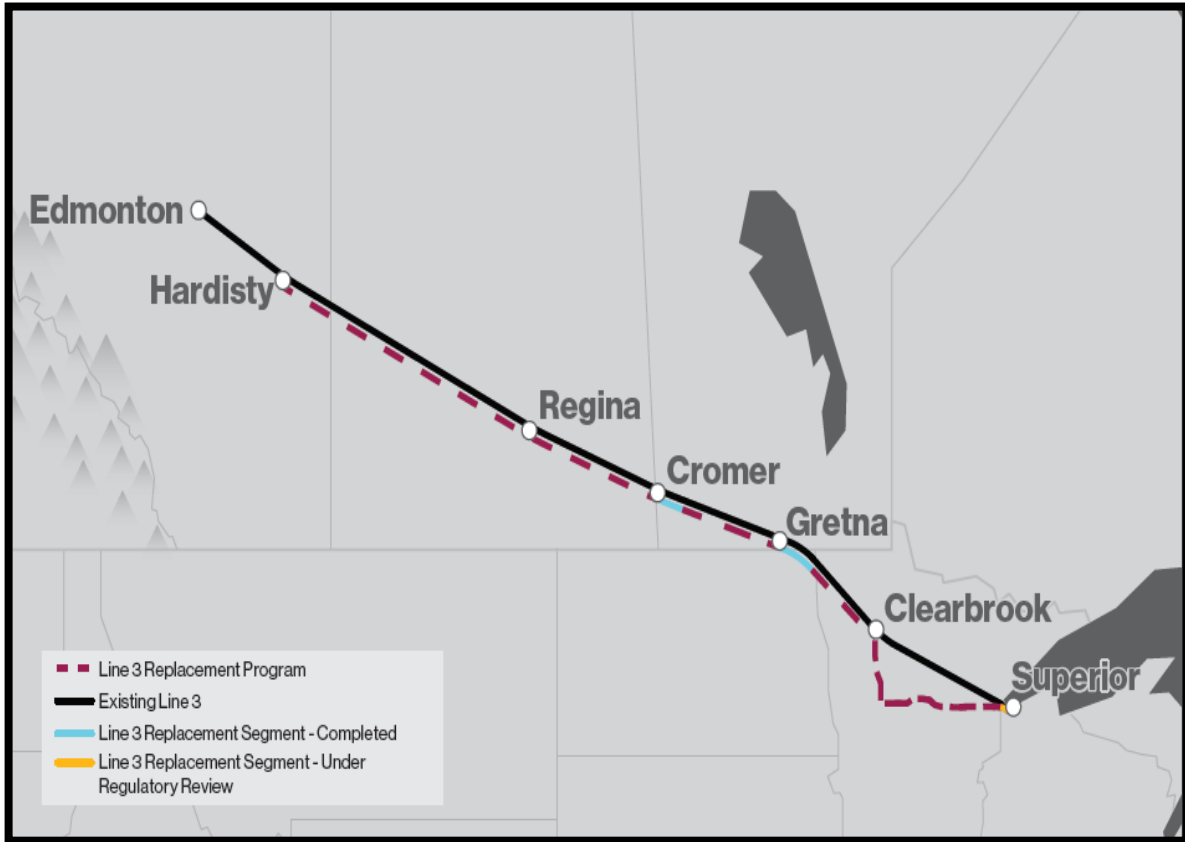 Edmonton
Hardisty
Regina
Cromer
Gretna
Clearbrook
Superior
Line 3 Replacement Program
Existing Line 3
Line 3 Replacement Segment - Completed
Line 3 Replacement Segment - Under
Regulatory Review